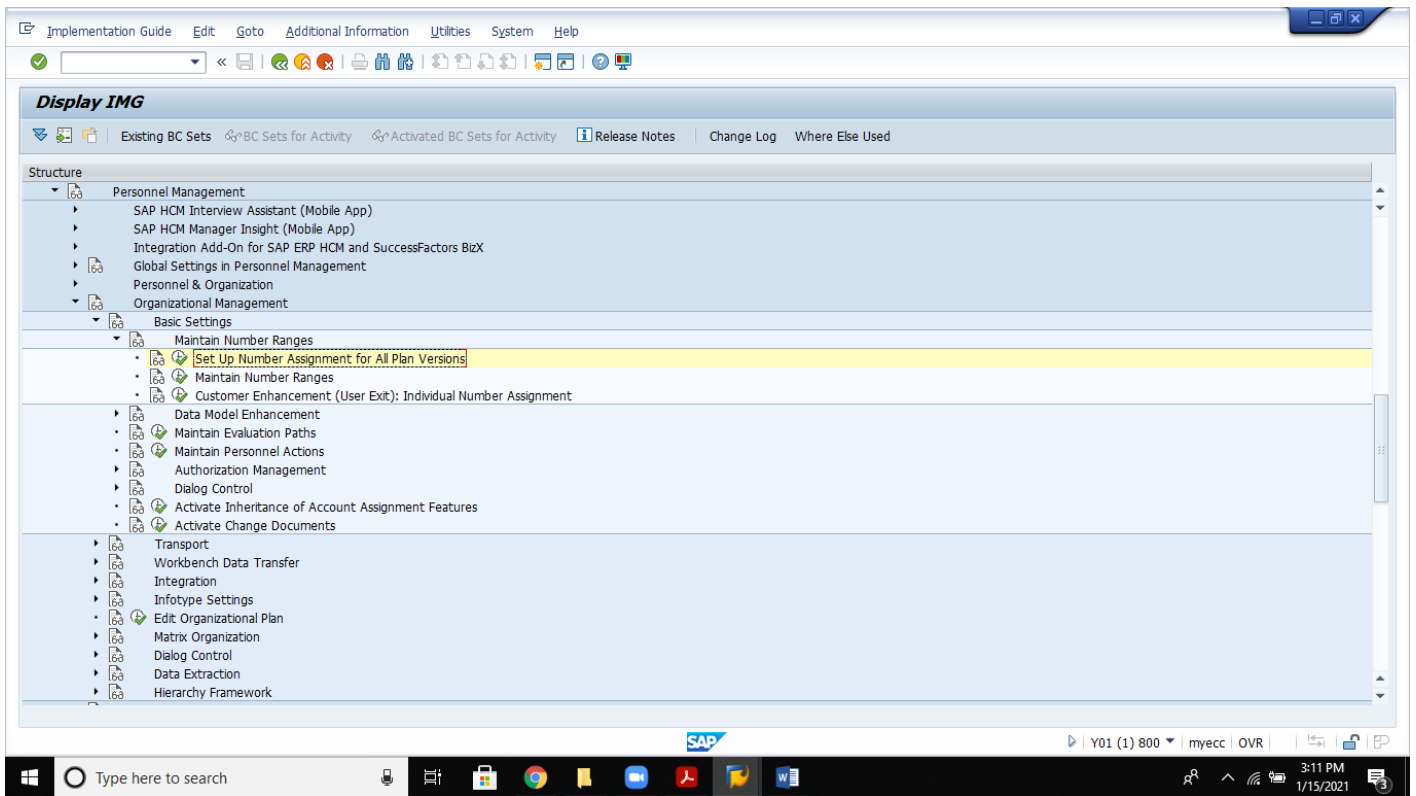 Implementation Guide Edit Goto Additional Information Utilities System Help
Display IMG
Existing BC Sets BC Sets for Activity Activated BC Sets for Activity Release Notes Change Log Where Else Used
Structure
Personnel Management
SAP HCM Interview Assistant (Mobile App)
SAP HCM Manager Insight (Mobile App)
Integration Add-On for SAP ERP HCM and SuccessFactors BizX
Global Settings in Personnel Management
Personnel & Organization
Organizational Management
Basic Settings
Maintain Number Ranges
Set Up Number Assignment for All Plan Versions
Maintain Number Ranges
Customer Enhancement (User Exit): Individual Number Assignment
Data Model Enhancement
Maintain Evaluation Paths
Maintain Personnel Actions
Authorization Management
Dialog Control
Activate Inheritance of Account Assignment Features
Activate Change Documents
Transport
Workbench Data Transfer
Integration
Infotype Settings
Edit Organizational Plan
Matrix Organization
Dialog Control
Data Extraction
Hierarchy Framework
SAP Y01 (1) 800 myecc OVR
Type here to search
3:11 PM
1/15/2021
3